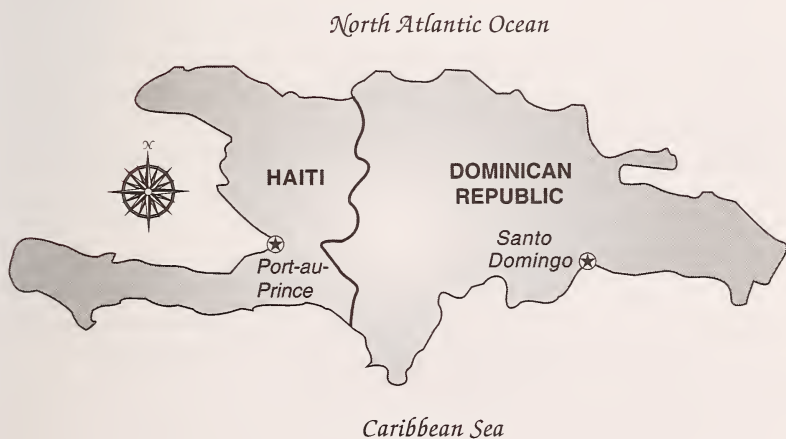 North Atlantic Ocean
N
HAITI
DOMINICAN
REPUBLIC
Santo
Domingo
Port-au-
Prince
Caribbean Sea